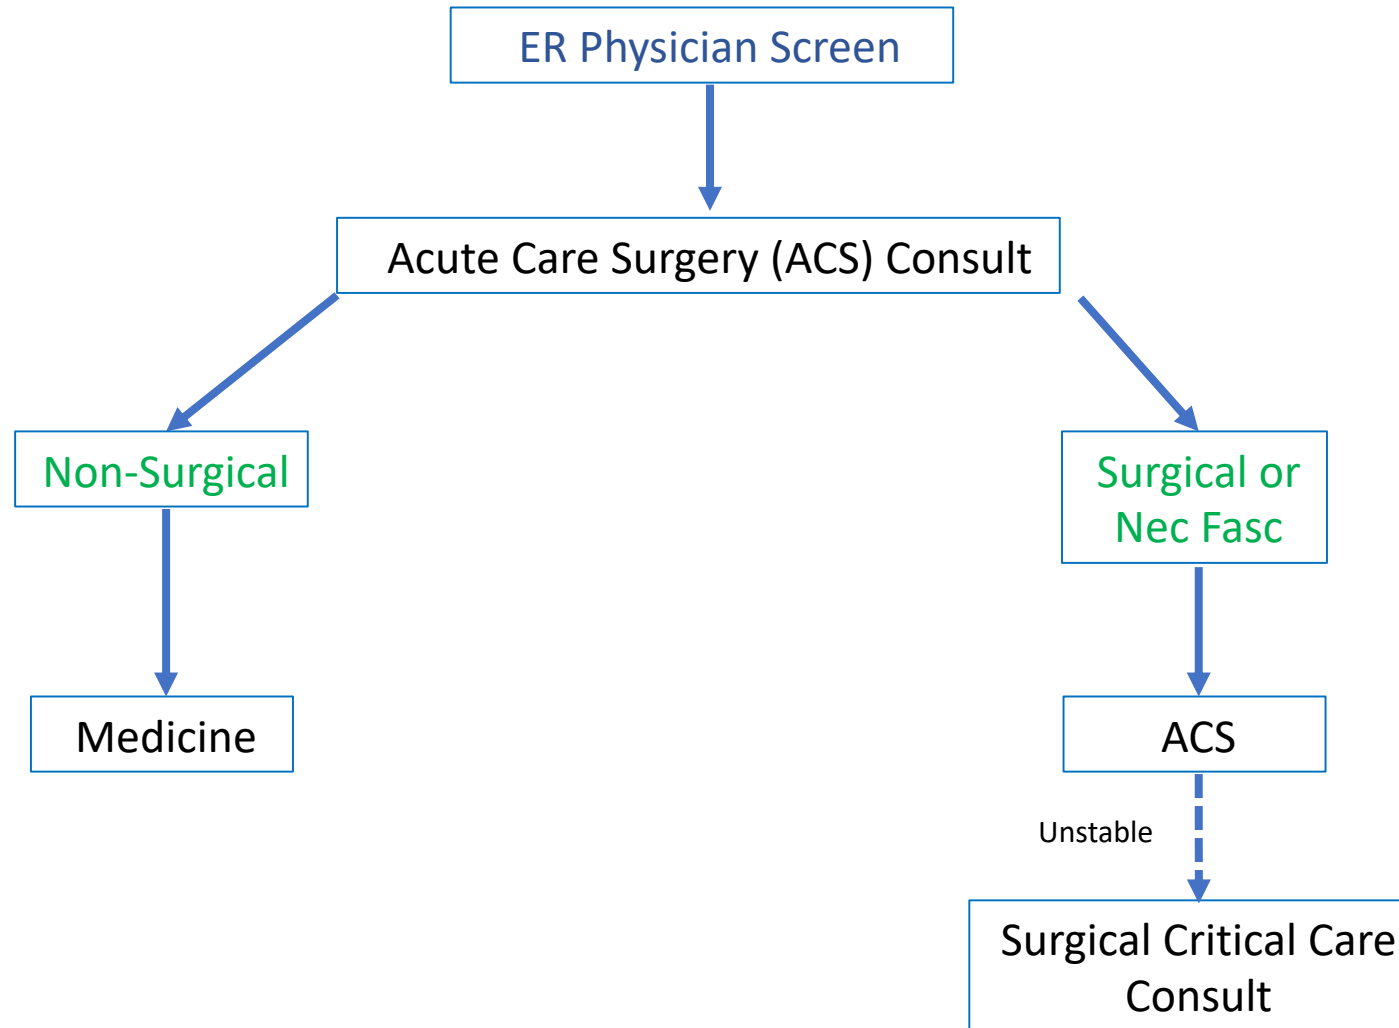 ER Physician Screen
Acute Care Surgery (ACS) Consult
Non-Surgical
Surgical or
Nec Fasc
Medicine
ACS
Unstable
Surgical Critical Care
Consult